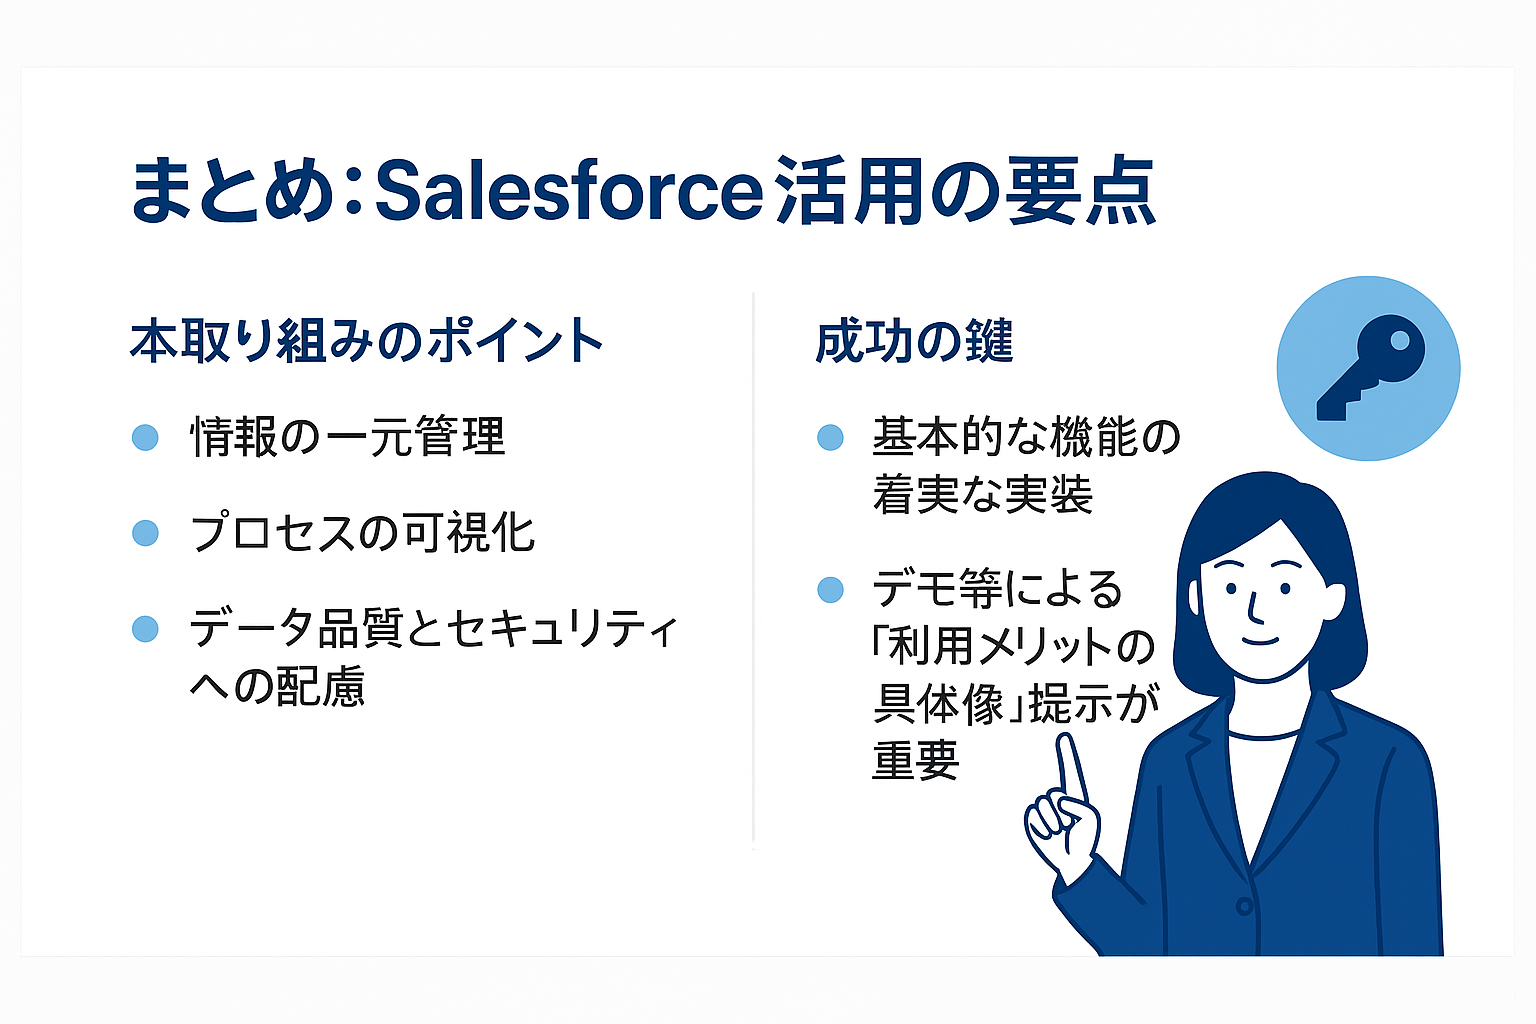 まとめ：Salesforce活用の要点
本取り組みのポイント
情報の一元管理
プロセスの可視化
データ品質とセキュリティ
への配慮
成功の鍵
基本的な機能の
着実な実装
デモ等による
「利用メリットの
具体像」提示が
重要